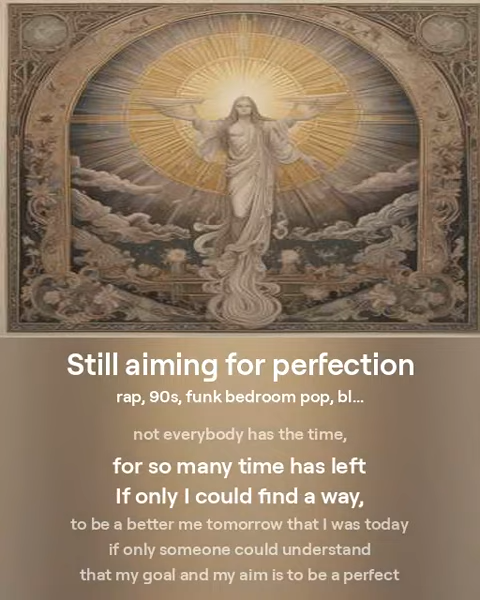 Still aiming for perfection
rap, 90s, funk bedroom pop, bl...
not everybody has the time,
for so many time has left
If only I could find a way,
to be a better me tomorrow that I was today
if only someone could understand
that my goal and my aim is to be a perfect